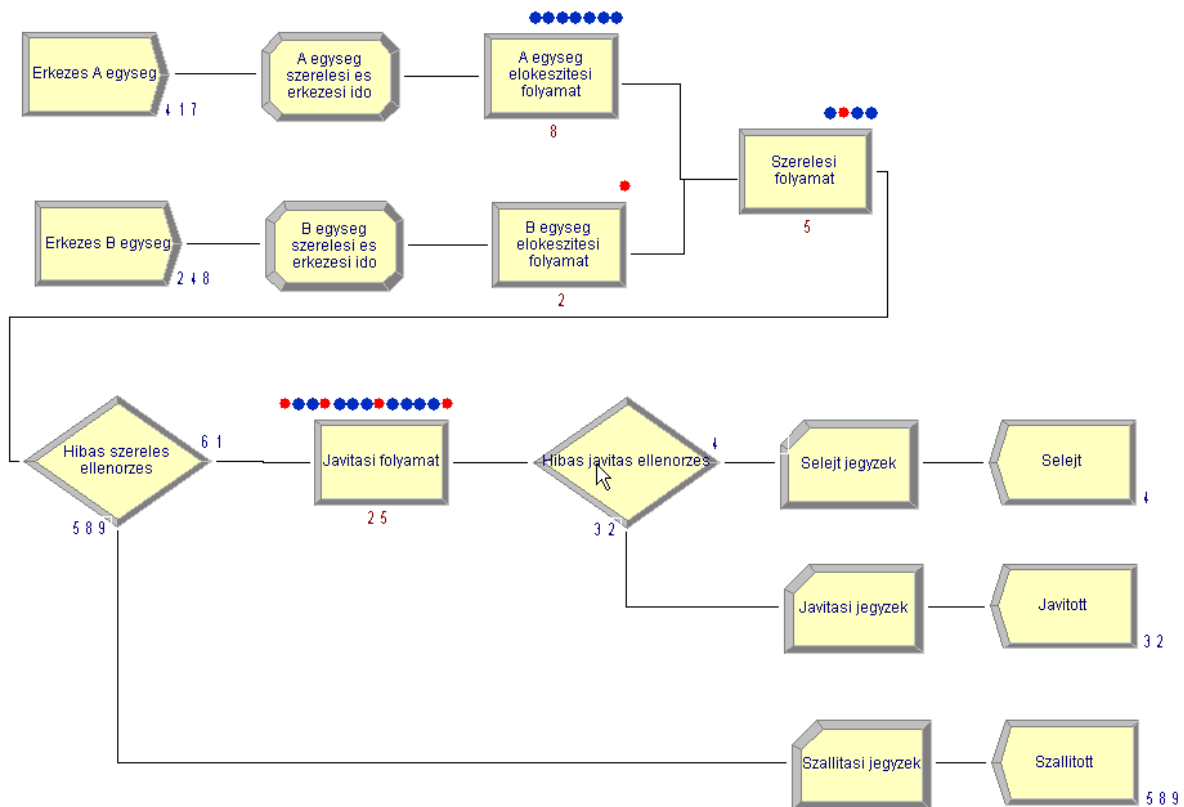 Erkezes A egyseg
4 1 7
A egyseg
szerelesi es
erkezesi ido
A egyseg
elokeszitesi
folyamat
8
Szerelesi
folyamat
5
Erkezes B egyseg
2 4 8
B egyseg
szerelesi es
erkezesi ido
B egyseg
elokeszitesi
folyamat
2
Hibas szereles
ellenorzes
6 1
5 8 9
Javitasi folyamat
2 5
Hibas javitas ellenorzes
4
3 2
Selejt jegyzek
Selejt
4
Javitasi jegyzek
Javitott
3 2
Szallitasi jegyzek
Szallitott
5 8 9